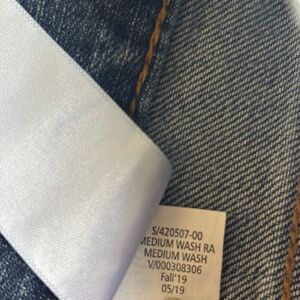 S/420507-00
MEDIUM WASH RA
MEDIUM WASH
V/000308306
Fall'19
05/19